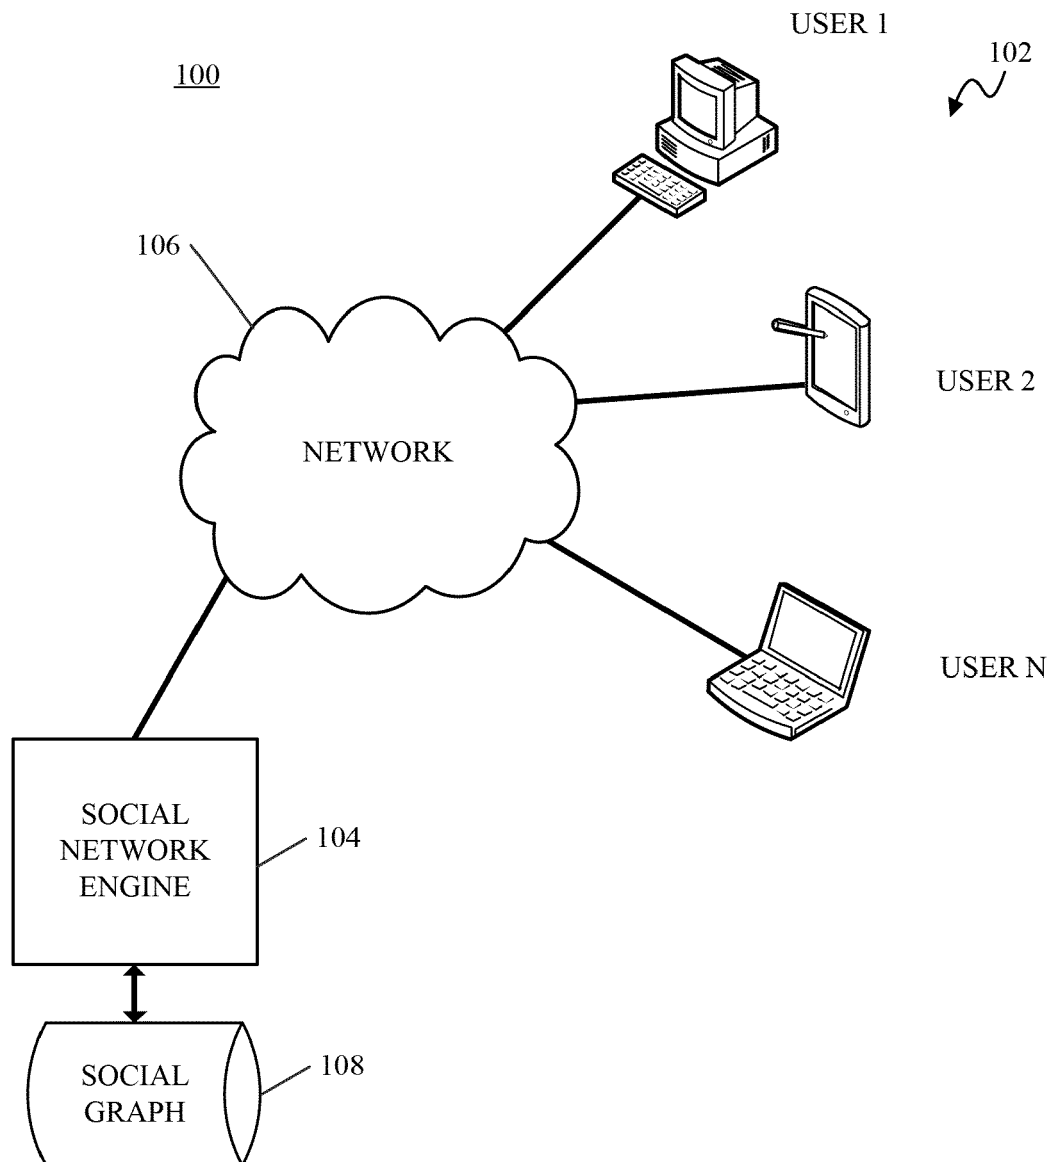 USER 1
102
100
106
USER 2
NETWORK
USER N
SOCIAL
NETWORK
ENGINE
104
SOCIAL
GRAPH
108